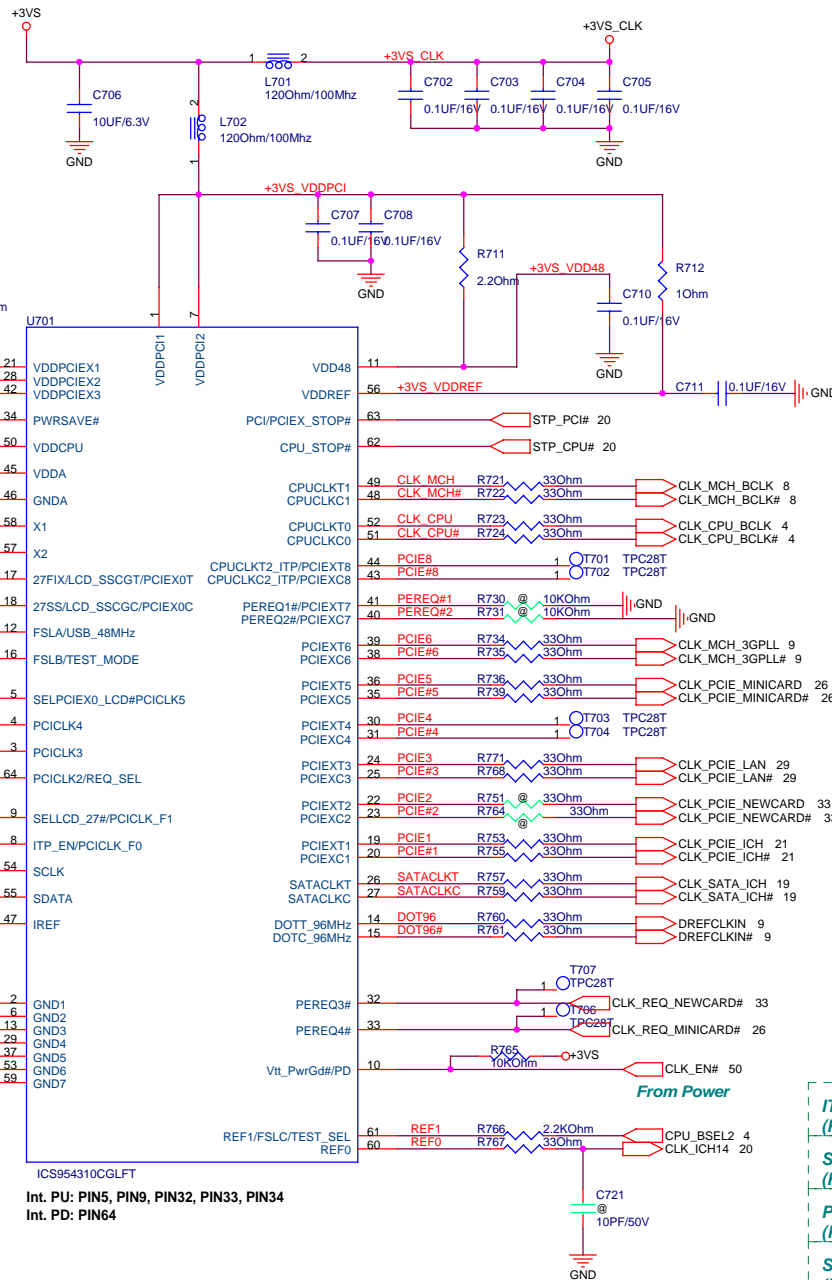 +3VS
+3VS_CLK
1 2
+3VS_CLK
L701
120Ohm/100Mhz
C706
10UF/6.3V
GND
2
L702
120Ohm/100Mhz
1
C702 C703 C704 C705
0.1UF/16V 0.1UF/16V 0.1UF/16V 0.1UF/16V
GND
+3VS_VDDPCI
C707 C708
0.1UF/16V 0.1UF/16V
GND
R711
2.2Ohm
+3VS_VDD48
C710
0.1UF/16V
GND
R712
1Ohm
U701
1 7
VDDPCI1 VDDPCI2
21 VDDPCIEX1
28 VDDPCIEX2
42 VDDPCIEX3
34 PWRSAVE#
50 VDDCPU
45 VDDA
46 GNDA
58 X1
57 X2
17 27FIX/LCD_SSCGT/PCIEX0T
18 27SS/LCD_SSCGC/PCIEX0C
12 FSLA/USB_48MHz
16 FSLB/TEST_MODE
5 SELPCIEX0_LCD#PCICLK5
4 PCICLK4
3 PCICLK3
64 PCICLK2/REQ_SEL
9 SELLCD_27#/PCICLK_F1
8 ITP_EN/PCICLK_F0
54 SCLK
55 SDATA
47 IREF
2 GND1
6 GND2
13 GND3
29 GND4
37 GND5
53 GND6
59 GND7
VDD48 11
VDDREF 56 +3VS_VDDREF C711 0.1UF/16V GND
PCI/PCIEX_STOP# 63 STP_PCI# 20
CPU_STOP# 62 STP_CPU# 20
CPUCLKT1 49 CLK_MCH R721 33Ohm CLK_MCH_BCLK 8
CPUCLKC1 48 CLK_MCH# R722 33Ohm CLK_MCH_BCLK# 8
CPUCLKT0 52 CLK_CPU R723 33Ohm CLK_CPU_BCLK 4
CPUCLKC0 51 CLK_CPU# R724 33Ohm CLK_CPU_BCLK# 4
CPUCLKT2_ITP/PCIEXT8 44 PCIE8 1 T701 TPC28T
CPUCLKC2_ITP/PCIEXC8 43 PCIE#8 1 T702 TPC28T
PEREQ1#/PCIEXT7 41 PEREQ#1 R730 @ 10KOhm GND
PEREQ2#/PCIEXC7 40 PEREQ#2 R731 @ 10KOhm GND
PCIEXT6 39 PCIE6 R734 33Ohm CLK_MCH_3GPLL 9
PCIEXC6 38 PCIE#6 R735 33Ohm CLK_MCH_3GPLL# 9
PCIEXT5 36 PCIE5 R736 33Ohm CLK_PCIE_MINICARD 26
PCIEXC5 35 PCIE#5 R739 33Ohm CLK_PCIE_MINICARD#
PCIEXT4 30 PCIE4 1 T703 TPC28T
PCIEXC4 31 PCIE#4 1 T704 TPC28T
PCIEXT3 24 PCIE3 R771 33Ohm CLK_PCIE_LAN 29
PCIEXC3 25 PCIE#3 R768 33Ohm CLK_PCIE_LAN# 29
PCIEXT2 22 PCIE2 R751 @ 33Ohm CLK_PCIE_NEWCARD 33
PCIEXC2 23 PCIE#2 R764 @ 33Ohm CLK_PCIE_NEWCARD#
PCIEXT1 19 PCIE1 R753 33Ohm CLK_PCIE_ICH 21
PCIEXC1 20 PCIE#1 R755 33Ohm CLK_PCIE_ICH# 21
SATACLKT 26 SATACLKT R757 33Ohm CLK_SATA_ICH 19
SATACLKC 27 SATACLKC R759 33Ohm CLK_SATA_ICH# 19
DOTT_96MHz 14 DOT96 R760 33Ohm DREFCLKIN 9
DOTC_96MHz 15 DOT96# R761 33Ohm DREFCLKIN# 9
T707
1 TPC28T
PEREQ3# 32 CLK_REQ_NEWCARD# 33
1 T706
TPC28T
PEREQ4# 33 CLK_REQ_MINICARD# 26
R765 +3VS
10KOhm
Vtt_PwrGd#/PD 10 CLK_EN# 50
From Power
REF1/FSLC/TEST_SEL 61 REF1 R766 2.2KOhm CPU_BSEL2 4
REF0 60 REF0 R767 33Ohm CLK_ICH14 20
C721
@
10PF/50V
GND
ICS954310CGLFT
Int. PU: PIN5, PIN9, PIN32, PIN33, PIN34
Int. PD: PIN64